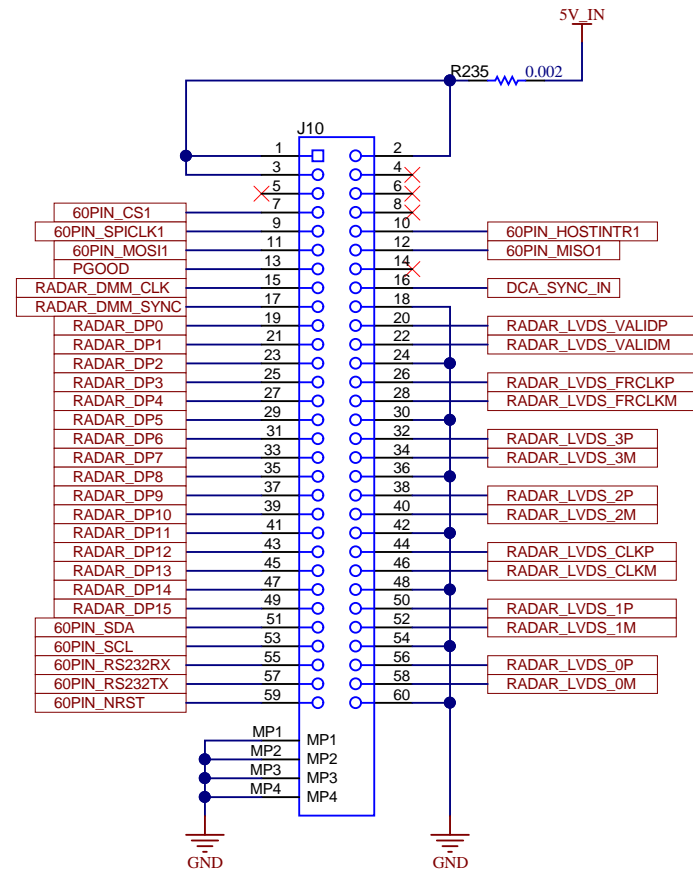 5V_IN
R235 0.002
J10
1 2
3 4
5 6
60PIN_CS1 7 8
60PIN_SPICLK1 9 10 60PIN_HOSTINTR1
60PIN_MOSI1 11 12 60PIN_MISO1
PGOOD 13 14
RADAR_DMM_CLK 15 16 DCA_SYNC_IN
RADAR_DMM_SYNC 17 18
RADAR_DP0 19 20 RADAR_LVDS_VALIDP
RADAR_DP1 21 22 RADAR_LVDS_VALIDM
RADAR_DP2 23 24
RADAR_DP3 25 26 RADAR_LVDS_FRCLKP
RADAR_DP4 27 28 RADAR_LVDS_FRCLKM
RADAR_DP5 29 30
RADAR_DP6 31 32 RADAR_LVDS_3P
RADAR_DP7 33 34 RADAR_LVDS_3M
RADAR_DP8 35 36
RADAR_DP9 37 38 RADAR_LVDS_2P
RADAR_DP10 39 40 RADAR_LVDS_2M
RADAR_DP11 41 42
RADAR_DP12 43 44 RADAR_LVDS_CLKP
RADAR_DP13 45 46 RADAR_LVDS_CLKM
RADAR_DP14 47 48
RADAR_DP15 49 50 RADAR_LVDS_1P
60PIN_SDA 51 52 RADAR_LVDS_1M
60PIN_SCL 53 54
60PIN_RS232RX 55 56 RADAR_LVDS_0P
60PIN_RS232TX 57 58 RADAR_LVDS_0M
60PIN_NRST 59 60
MP1 MP1
MP2 MP2
MP3 MP3
MP4 MP4
GND GND